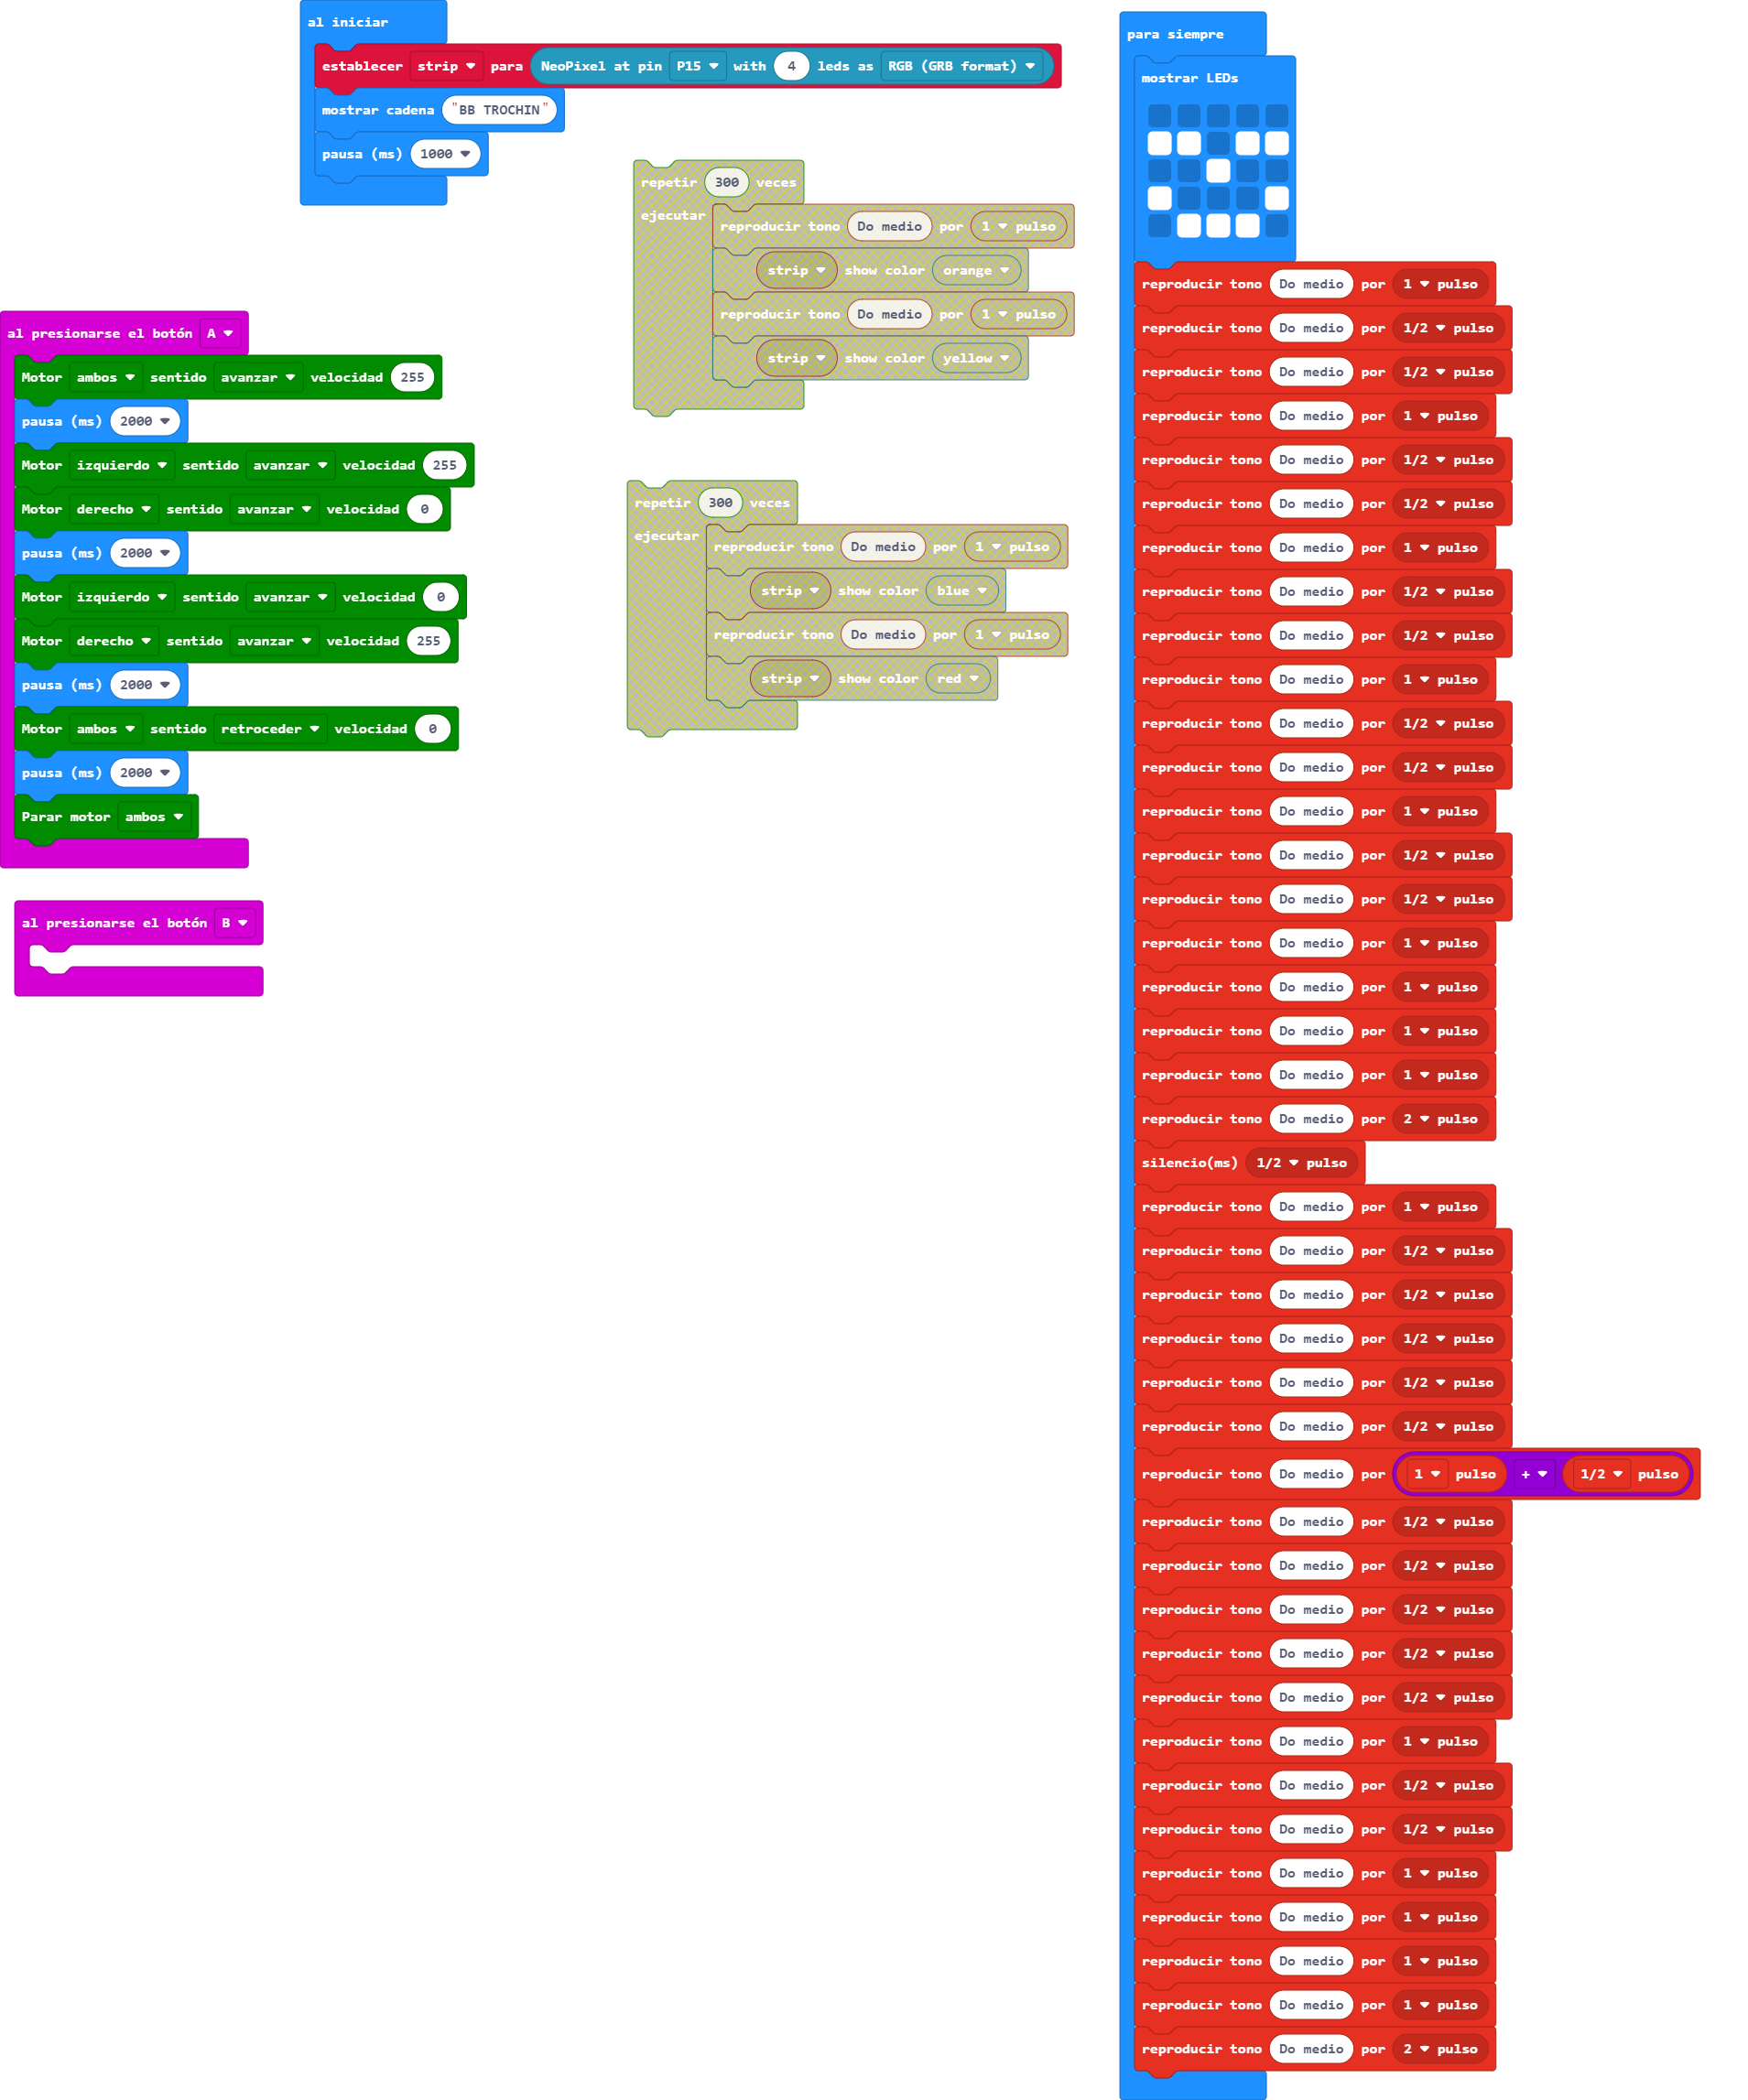 al iniciar
establecer strip para NeoPixel at pin P15 with 4 leds as RGB (GRB format)
mostrar cadena "BB TROCHIN"
pausa (ms) 1000
al presionarse el botón A
Motor ambos sentido avanzar velocidad 255
pausa (ms) 2000
Motor izquierdo sentido avanzar velocidad 255
Motor derecho sentido avanzar velocidad 0
pausa (ms) 2000
Motor izquierdo sentido avanzar velocidad 0
Motor derecho sentido avanzar velocidad 255
pausa (ms) 2000
Motor ambos sentido retroceder velocidad 0
pausa (ms) 2000
Parar motor ambos
al presionarse el botón B
repetir 300 veces
ejecutar
reproducir tono Do medio por 1 pulso
strip show color orange
reproducir tono Do medio por 1 pulso
strip show color yellow
repetir 300 veces
ejecutar
reproducir tono Do medio por 1 pulso
strip show color blue
reproducir tono Do medio por 1 pulso
strip show color red
para siempre
mostrar LEDs
reproducir tono Do medio por 1 pulso
reproducir tono Do medio por 1/2 pulso
reproducir tono Do medio por 1/2 pulso
reproducir tono Do medio por 1 pulso
reproducir tono Do medio por 1/2 pulso
reproducir tono Do medio por 1/2 pulso
reproducir tono Do medio por 1 pulso
reproducir tono Do medio por 1/2 pulso
reproducir tono Do medio por 1/2 pulso
reproducir tono Do medio por 1 pulso
reproducir tono Do medio por 1/2 pulso
reproducir tono Do medio por 1/2 pulso
reproducir tono Do medio por 1 pulso
reproducir tono Do medio por 1/2 pulso
reproducir tono Do medio por 1/2 pulso
reproducir tono Do medio por 1 pulso
reproducir tono Do medio por 1 pulso
reproducir tono Do medio por 1 pulso
reproducir tono Do medio por 1 pulso
reproducir tono Do medio por 2 pulso
silencio(ms) 1/2 pulso
reproducir tono Do medio por 1 pulso
reproducir tono Do medio por 1/2 pulso
reproducir tono Do medio por 1/2 pulso
reproducir tono Do medio por 1/2 pulso
reproducir tono Do medio por 1/2 pulso
reproducir tono Do medio por 1/2 pulso
reproducir tono Do medio por 1 pulso + 1/2 pulso
reproducir tono Do medio por 1/2 pulso
reproducir tono Do medio por 1/2 pulso
reproducir tono Do medio por 1/2 pulso
reproducir tono Do medio por 1/2 pulso
reproducir tono Do medio por 1/2 pulso
reproducir tono Do medio por 1 pulso
reproducir tono Do medio por 1/2 pulso
reproducir tono Do medio por 1/2 pulso
reproducir tono Do medio por 1 pulso
reproducir tono Do medio por 1 pulso
reproducir tono Do medio por 1 pulso
reproducir tono Do medio por 1 pulso
reproducir tono Do medio por 2 pulso